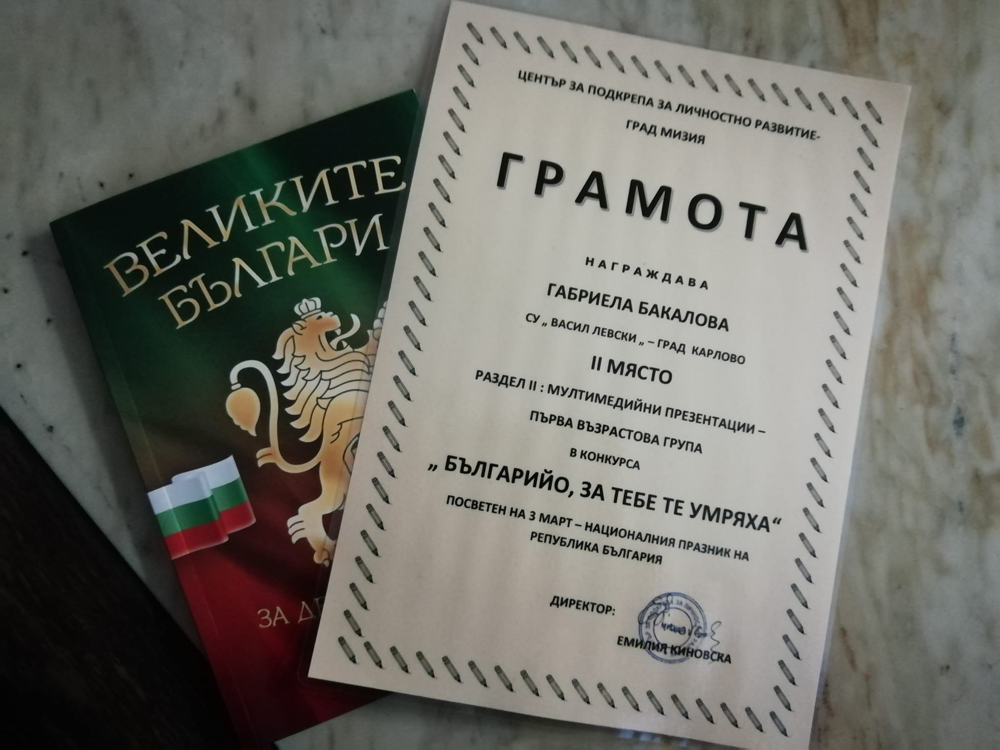 ВЕЛИКИТЕ
БЪЛГАРИ
ЗА
ЦЕНТЪР ЗА ПОДКРЕПА ЗА ЛИЧНОСТНО РАЗВИТИЕ-
ГРАД МИЗИЯ
ГРАМОТА
НАГРАЖДАВА
ГАБРИЕЛА БАКАЛОВА
СУ „ ВАСИЛ ЛЕВСКИ „ – ГРАД КАРЛОВО
II МЯСТО
РАЗДЕЛ II : МУЛТИМЕДИЙНИ ПРЕЗЕНТАЦИИ –
ПЪРВА ВЪЗРАСТОВА ГРУПА
В КОНКУРСА
„ БЪЛГАРИЙО, ЗА ТЕБЕ ТЕ УМРЯХА“
ПОСВЕТЕН НА 3 МАРТ – НАЦИОНАЛНИЯ ПРАЗНИК НА
РЕПУБЛИКА БЪЛГАРИЯ
ДИРЕКТОР:
ЕМИЛИЯ КИНОВСКА